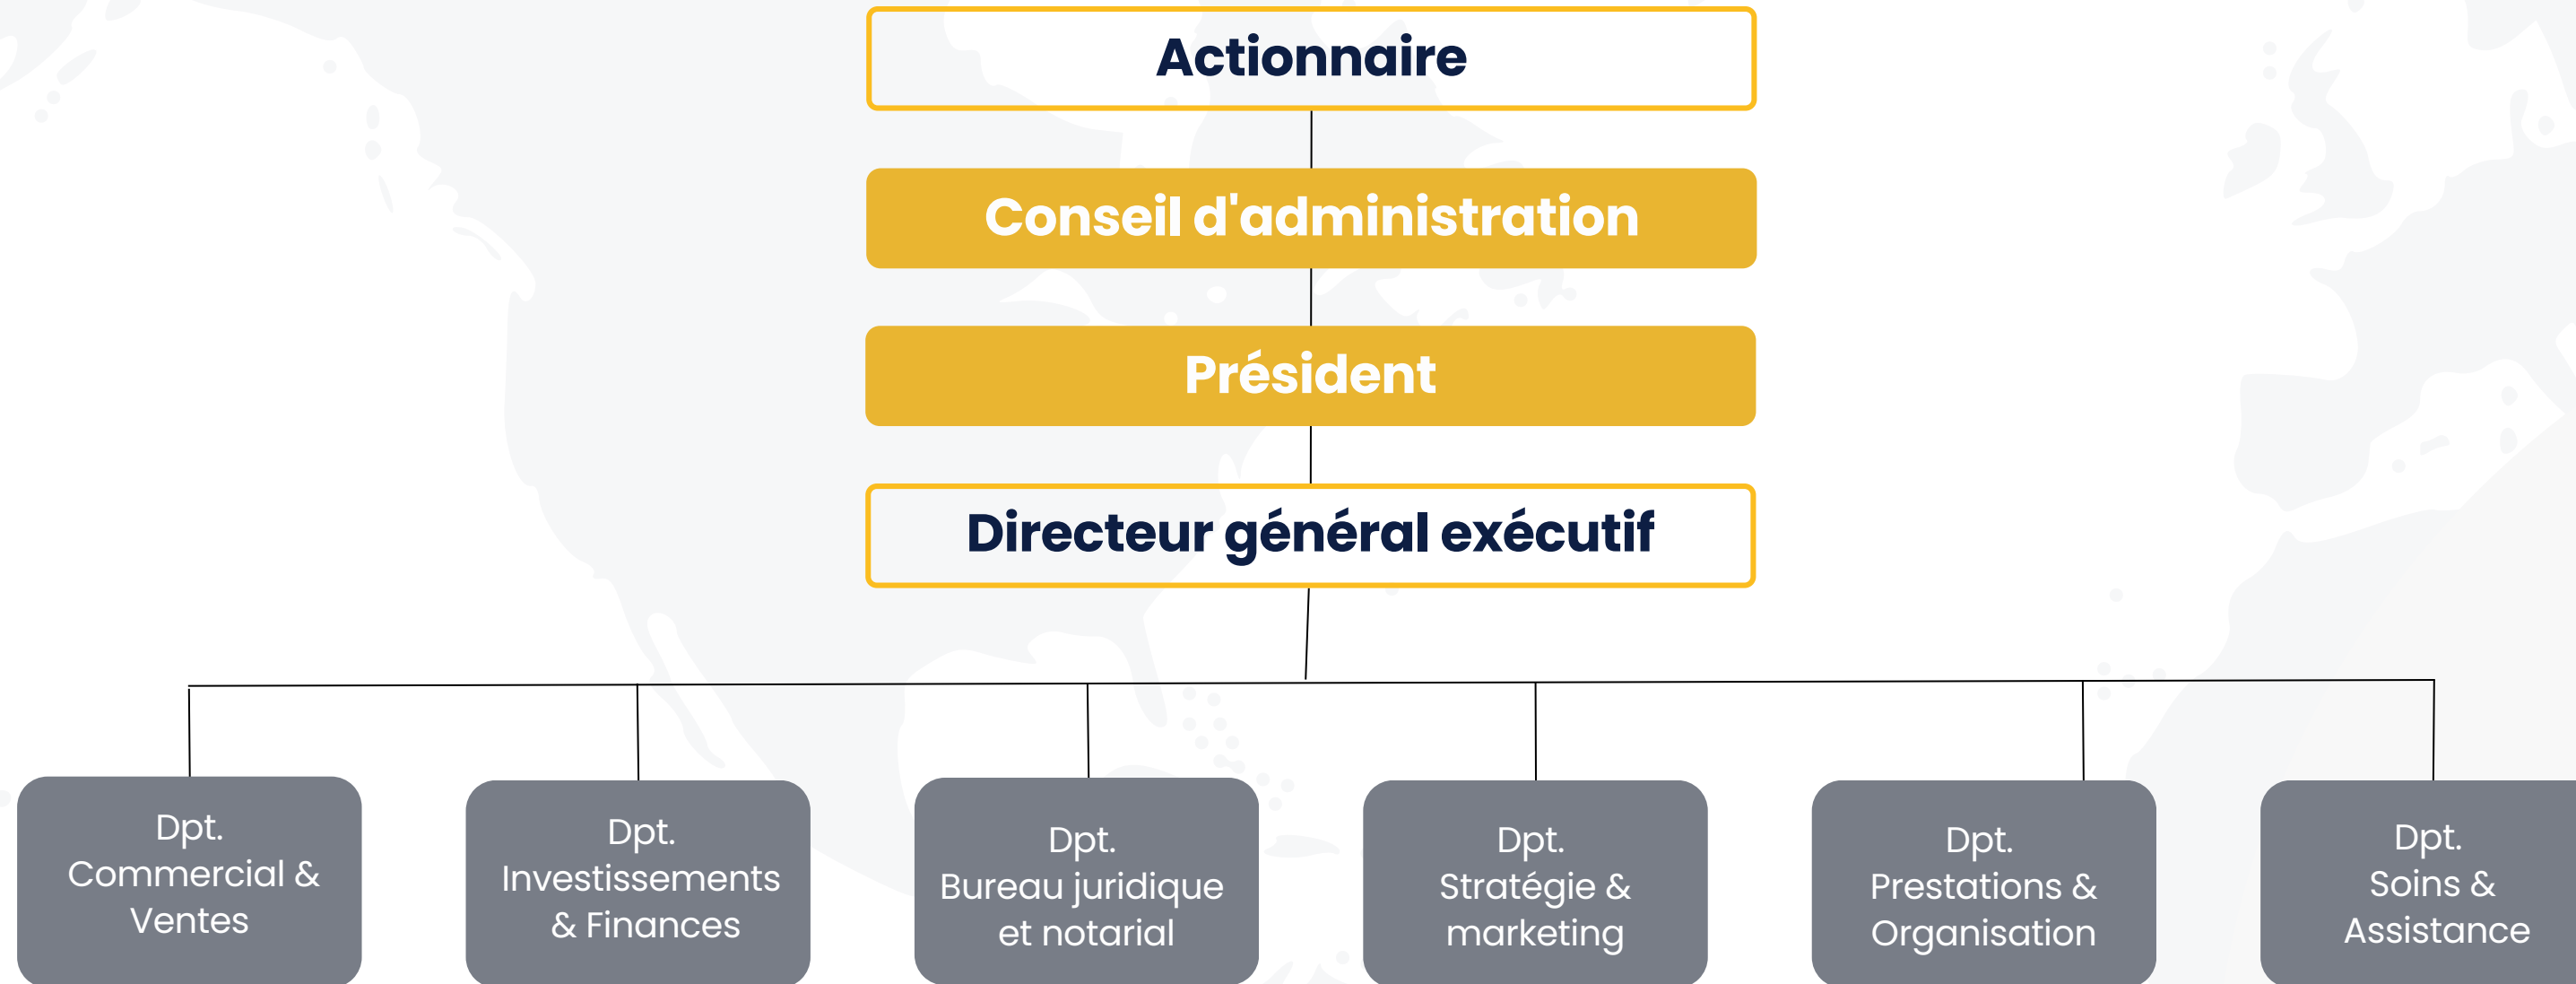 Actionnaire
Conseil d'administration
Président
Directeur général exécutif
Dpt.
Commercial &
Ventes
Dpt.
Investissements
& Finances
Dpt.
Bureau juridique
et notarial
Dpt.
Stratégie &
marketing
Dpt.
Prestations &
Organisation
Dpt.
Soins &
Assistance